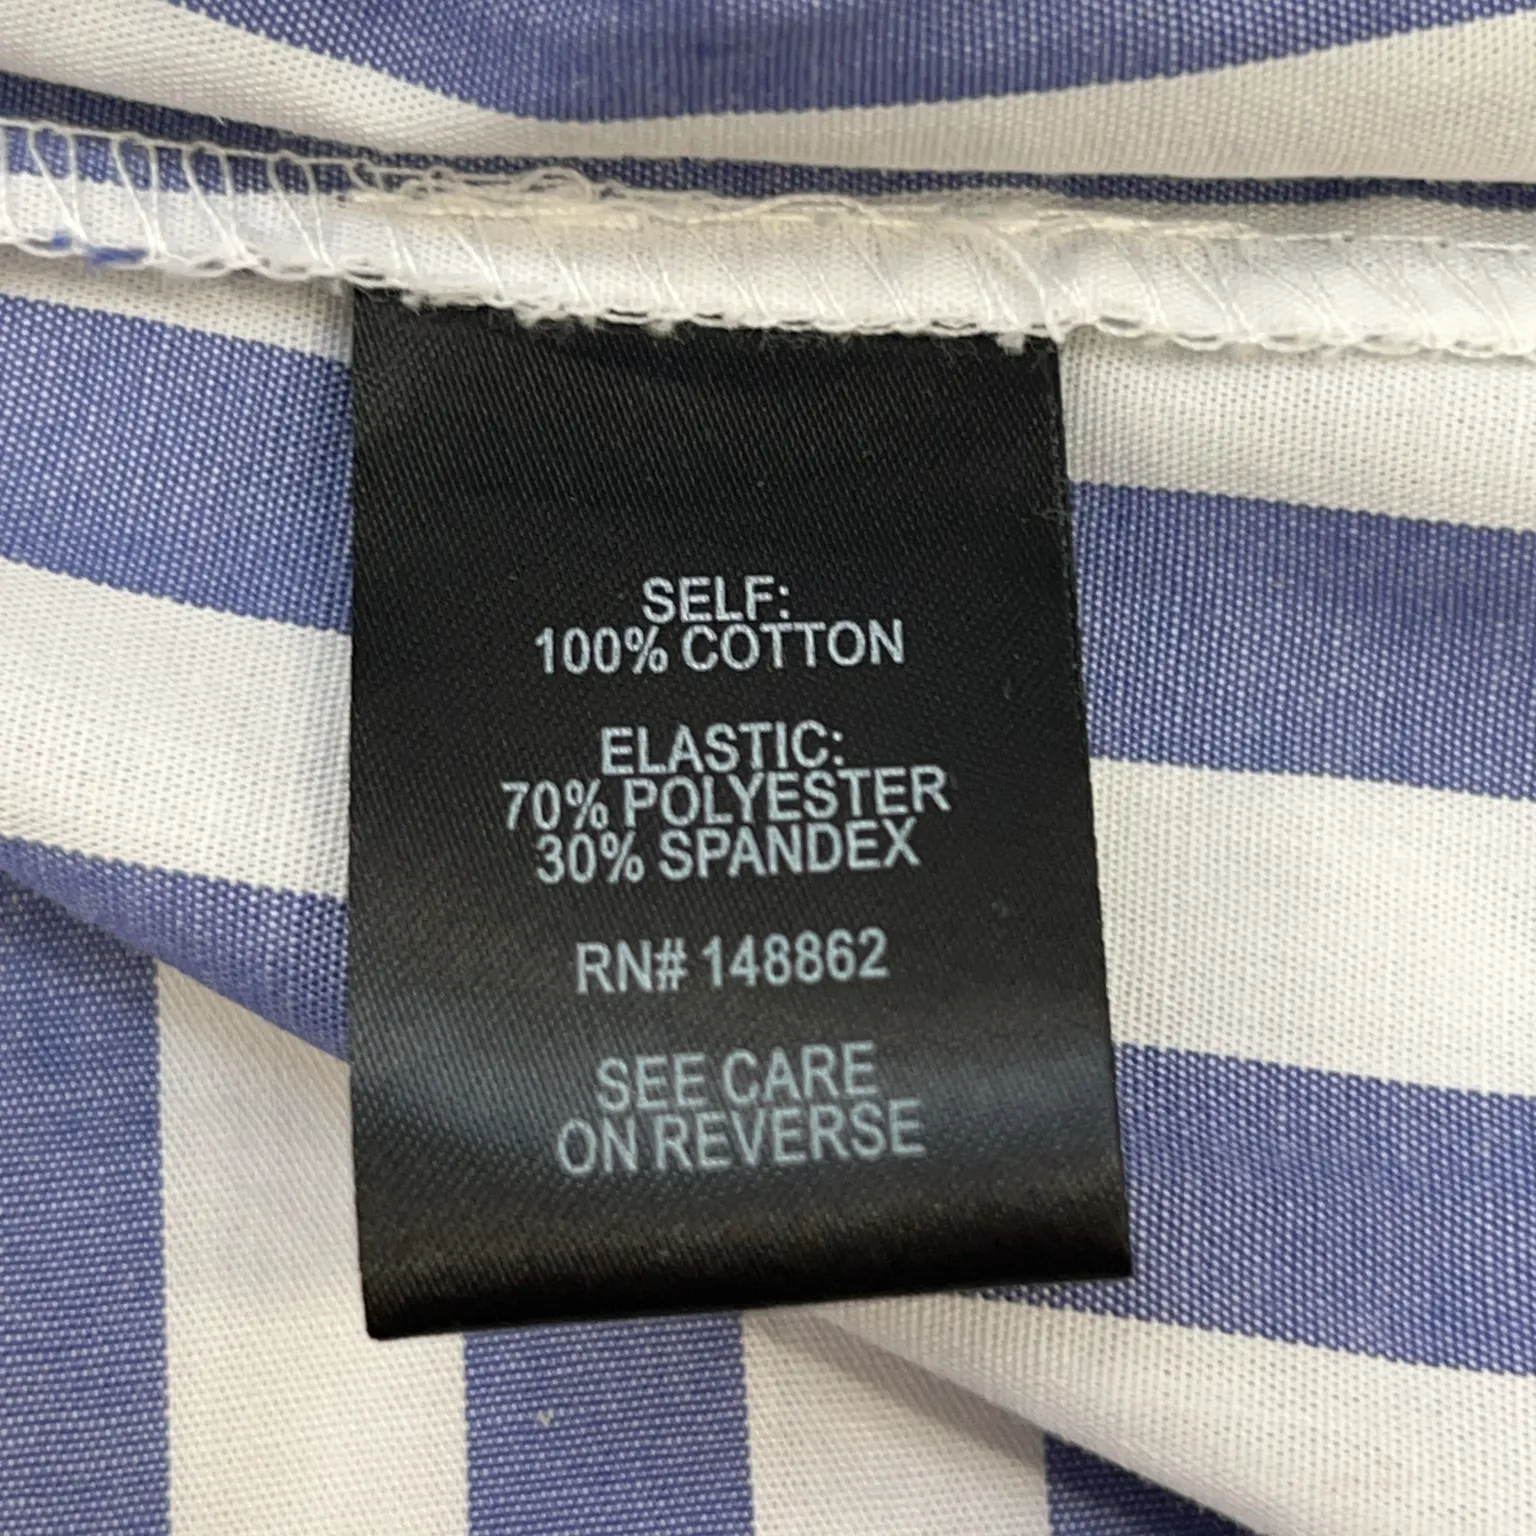 SELF:
100% COTTON
ELASTIC:
70% POLYESTER
30% SPANDEX
RN# 148862
SEE CARE
ON REVERSE